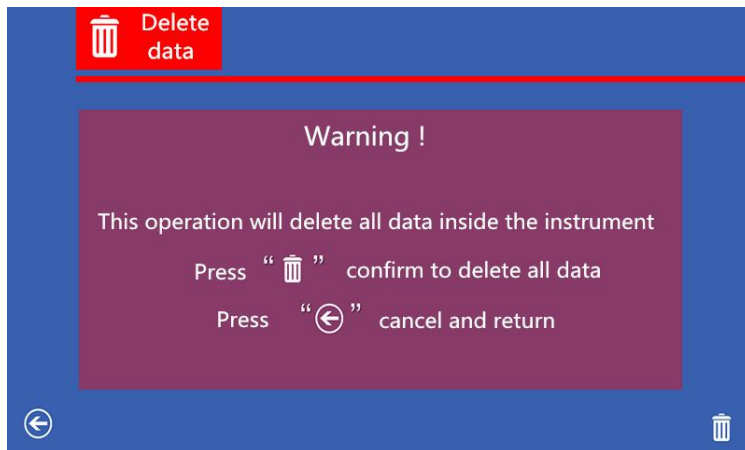 Delete
data
Warning !
This operation will delete all data inside the instrument
Press “ ” confirm to delete all data
Press “ ” cancel and return